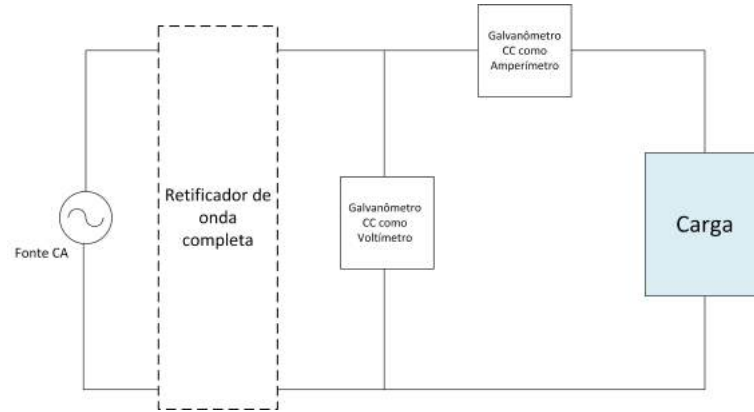 Galvanômetro
CC como
Amperímetro
Retificador de
onda
completa
Galvanômetro
CC como
Voltímetro
Carga
Fonte CA